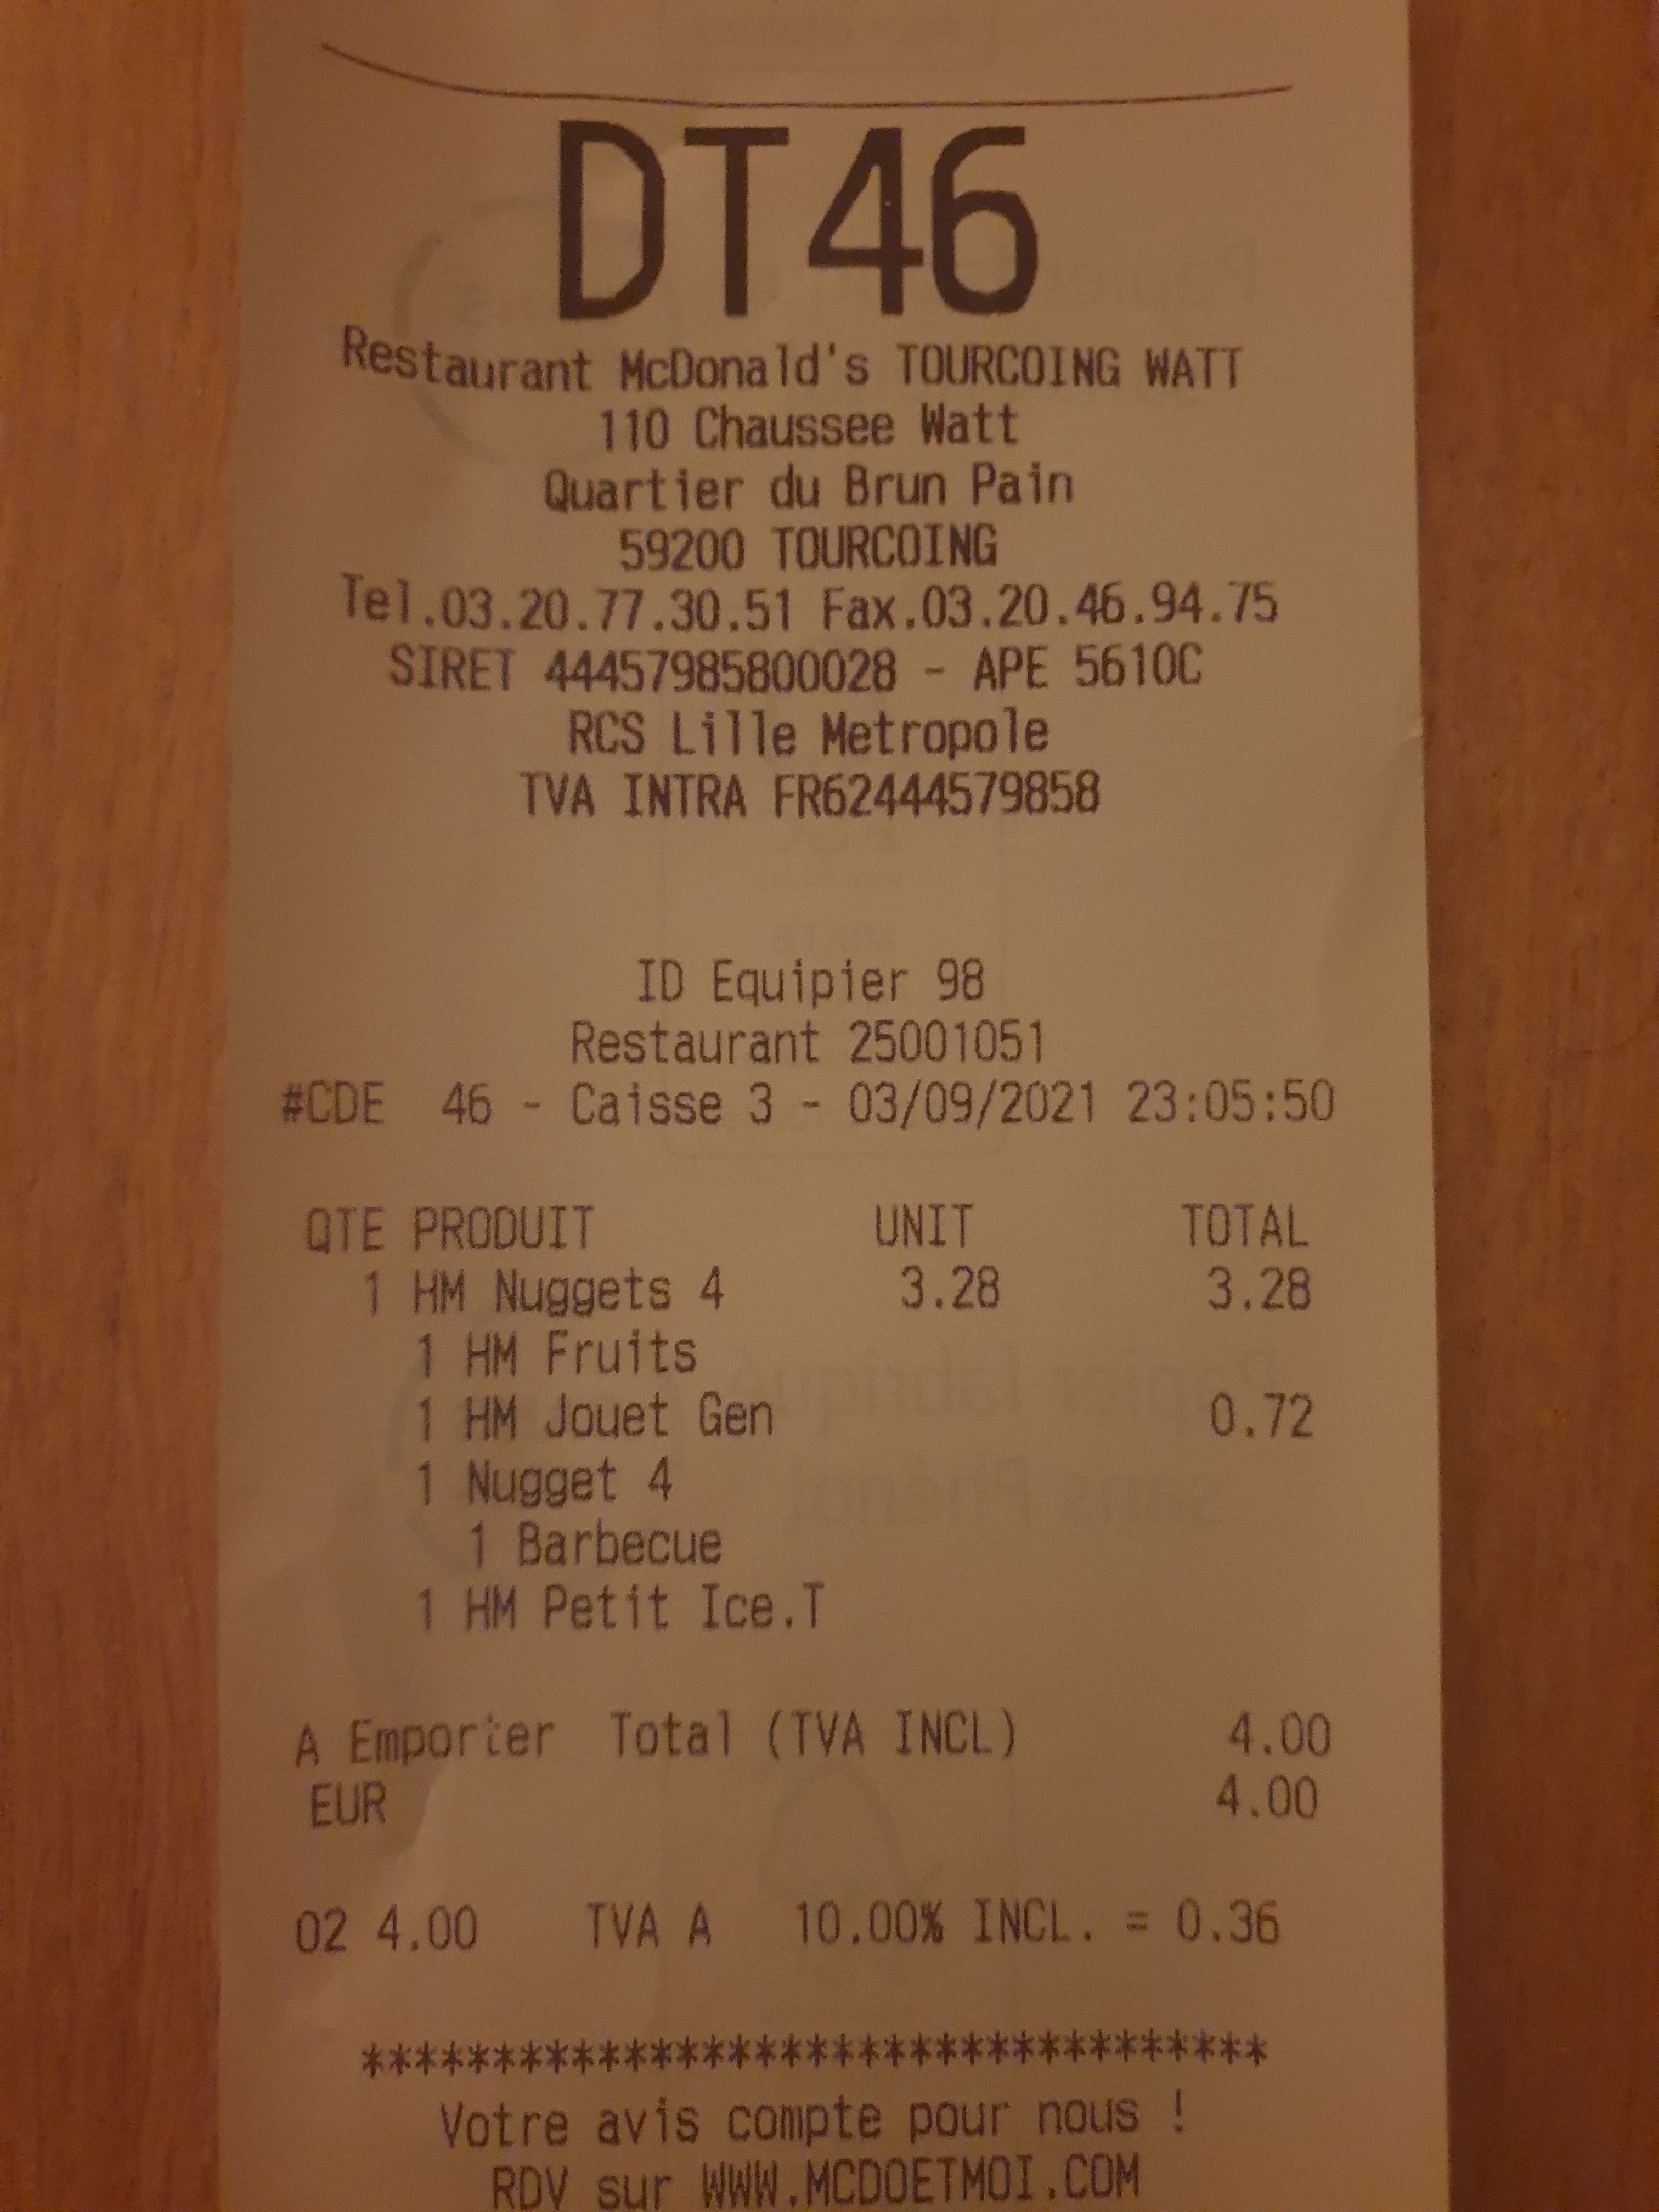 DT46
Restaurant McDonald's TOURCOING WATT
110 Chaussee Watt
Quartier du Brun Pain
59200 TOURCOING
Tel.03.20.77.30.51 Fax.03.20.46.94.75
SIRET 44457985800028 - APE 5610C
RCS Lille Metropole
TVA INTRA FR62444579858
ID Equipier 98
Restaurant 25001051
#CDE 46 - Caisse 3 - 03/09/2021 23:05:50
QTE PRODUIT UNIT TOTAL
1 HM Nuggets 4 3.28 3.28
1 HM Fruits
1 HM Jouet Gen 0.72
1 Nugget 4
1 Barbecue
1 HM Petit Ice.T
A Emporter Total (TVA INCL) 4.00
EUR 4.00
02 4.00 TVA A 10.00% INCL. = 0.36
***********************************
Votre avis compte pour nous !
RDV sur WWW.MCDOETMOI.COM